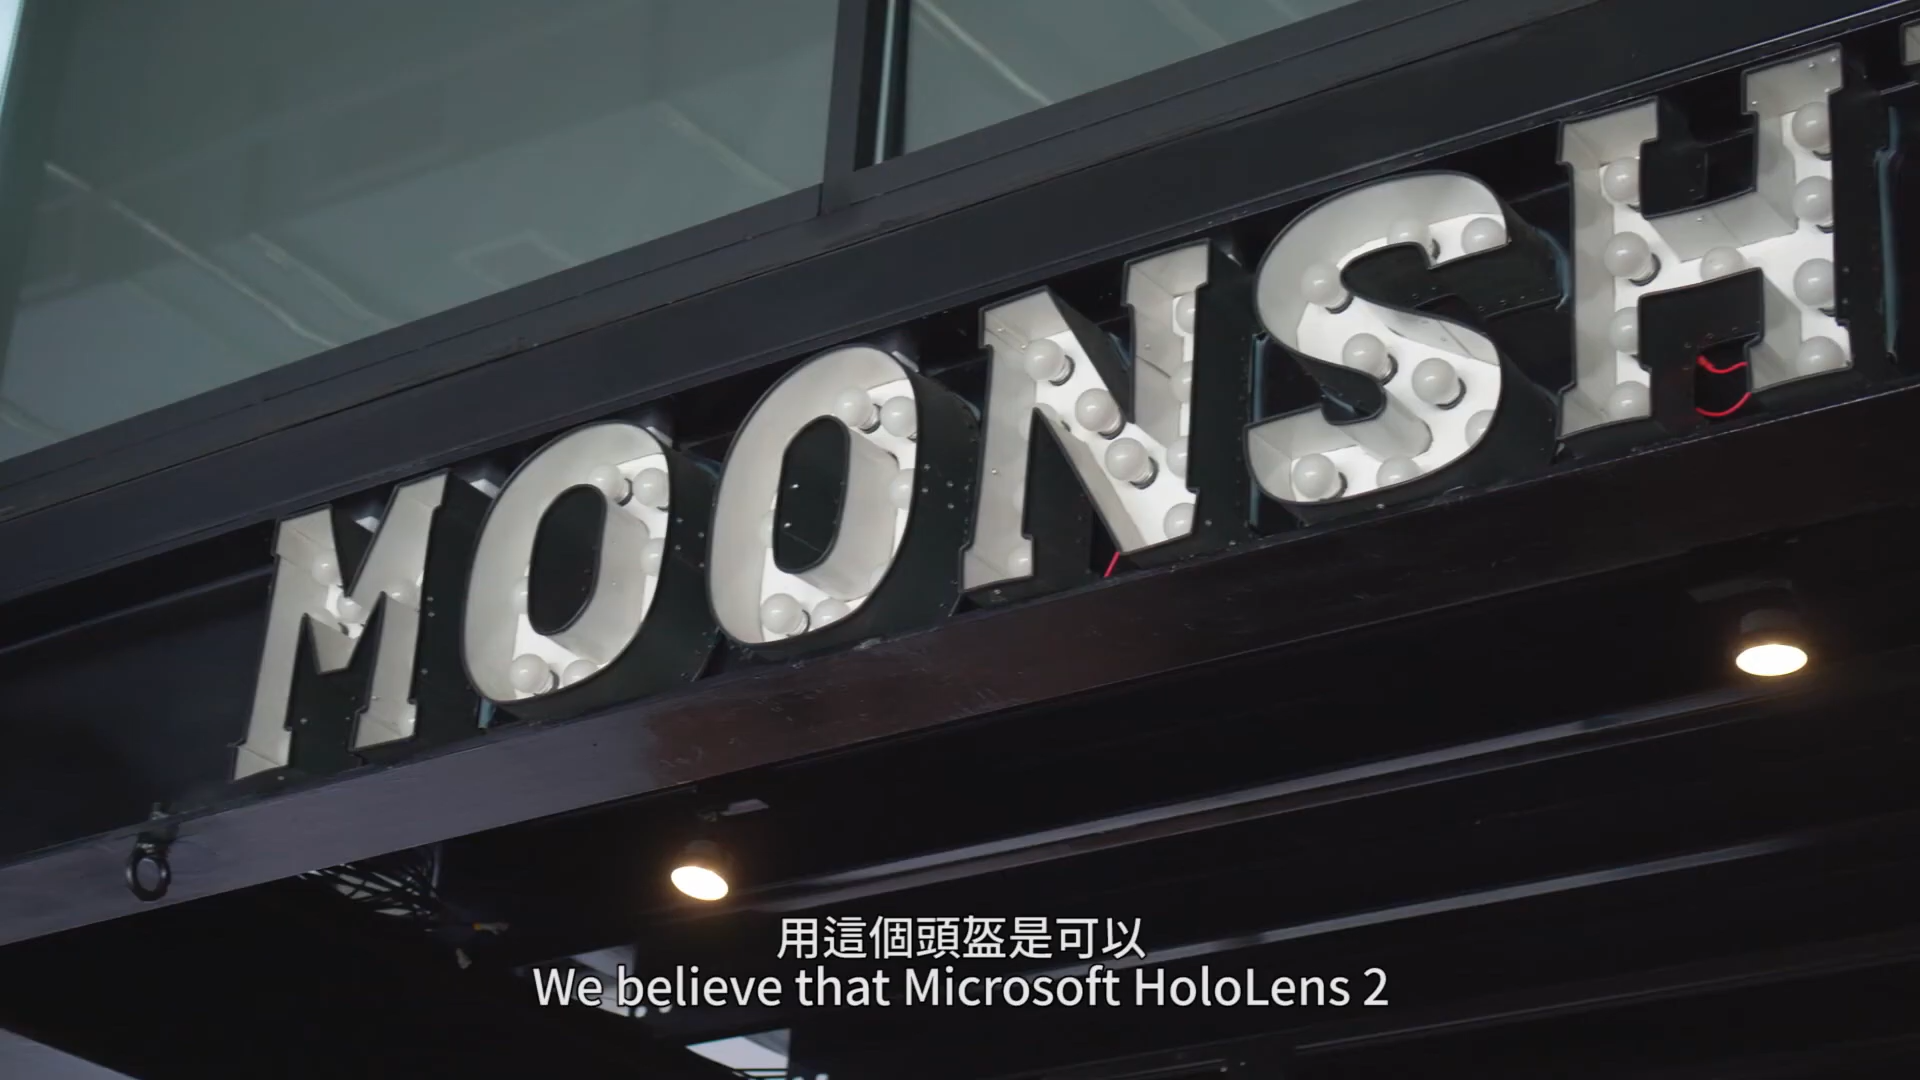 MOONSH
用這個頭盔是可以
We believe that Microsoft HoloLens 2